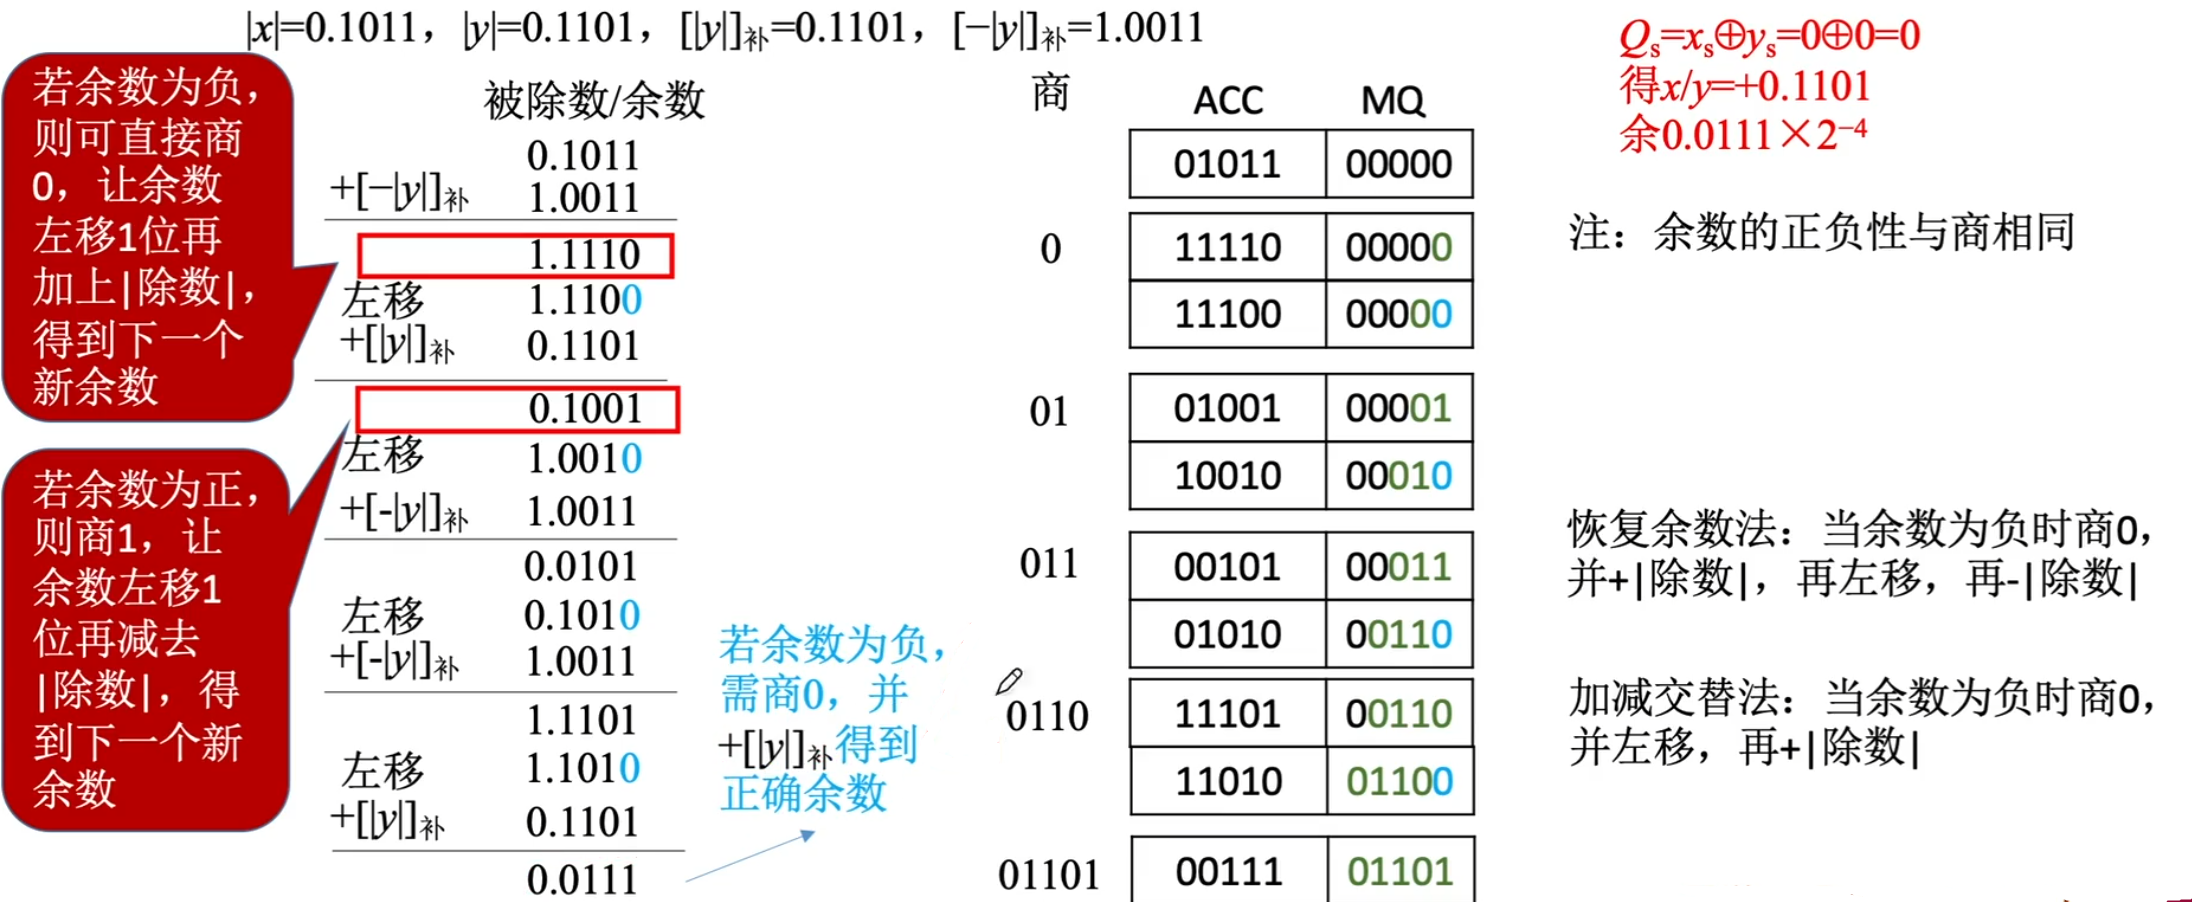 |x|=0.1011，|y|=0.1101，[|y|]补=0.1101，[−|y|]补=1.0011
若余数为负，
则可直接商
0，让余数
左移1位再
加上|除数|，
得到下一个
新余数
若余数为正，
则商1，让
余数左移1
位再减去
|除数|，得
到下一个新
余数
被除数/余数
0.1011
+[−|y|]补 1.0011
1.1110
左移 1.1100
+[|y|]补 0.1101
0.1001
左移 1.0010
+[-|y|]补 1.0011
0.0101
左移 0.1010
+[-|y|]补 1.0011
1.1101
左移 1.1010
+[|y|]补 0.1101
0.0111
若余数为负，
需商0，并
+[|y|]补得到
正确余数
商 ACC MQ
01011 00000
0 11110 00000
11100 00000
01 01001 00001
10010 00010
011 00101 00011
01010 00110
0110 11101 00110
11010 01100
01101 00111 01101
Qs=xs⊕ys=0⊕0=0
得x/y=+0.1101
余0.0111×2⁻⁴
注：余数的正负性与商相同
恢复余数法：当余数为负时商0，
并+|除数|，再左移，再-|除数|
加减交替法：当余数为负时商0，
并左移，再+|除数|